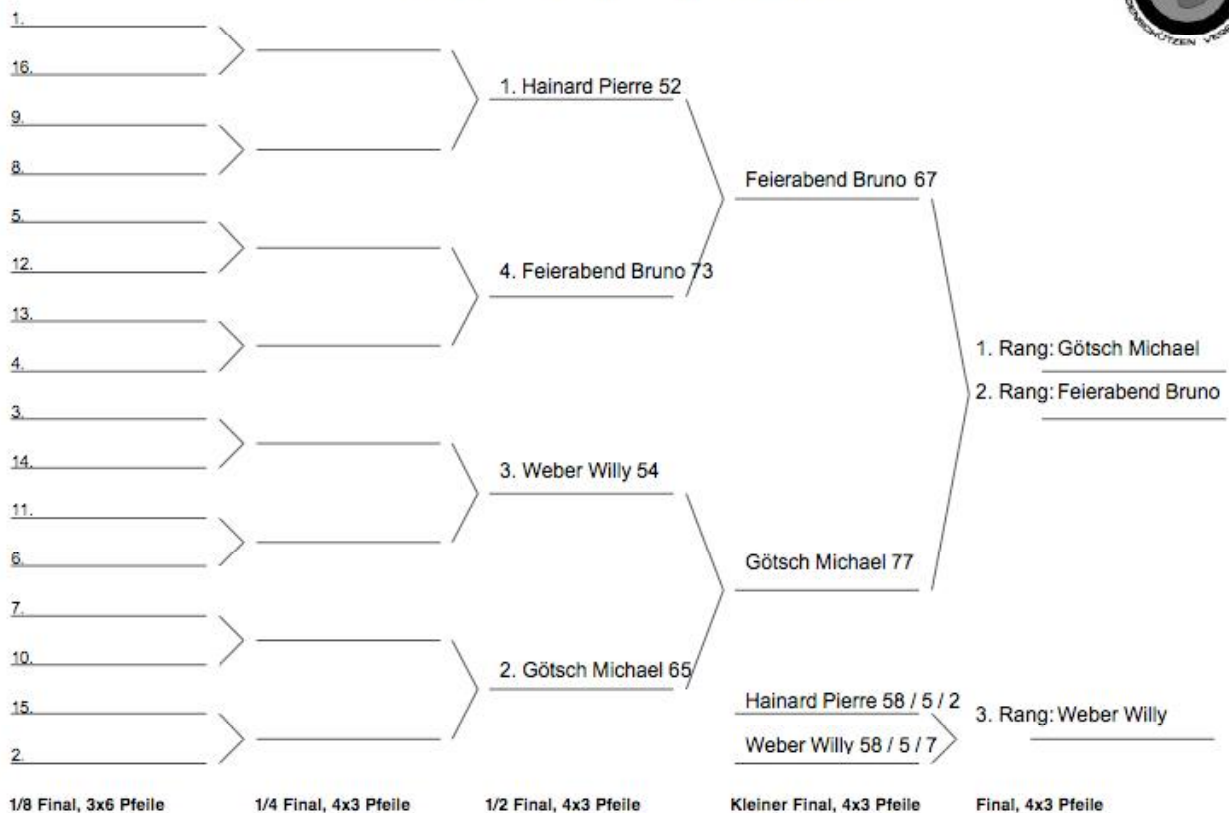 1.
16.
9.
8.
5.
12.
13.
4.
3.
14.
11.
6.
7.
10.
15.
2.
1. Hainard Pierre 52
4. Feierabend Bruno 73
3. Weber Willy 54
2. Götsch Michael 65
Feierabend Bruno 67
Götsch Michael 77
Hainard Pierre 58 / 5 / 2
Weber Willy 58 / 5 / 7
1. Rang: Götsch Michael
2. Rang: Feierabend Bruno
3. Rang: Weber Willy
1/8 Final, 3x6 Pfeile
1/4 Final, 4x3 Pfeile
1/2 Final, 4x3 Pfeile
Kleiner Final, 4x3 Pfeile
Final, 4x3 Pfeile